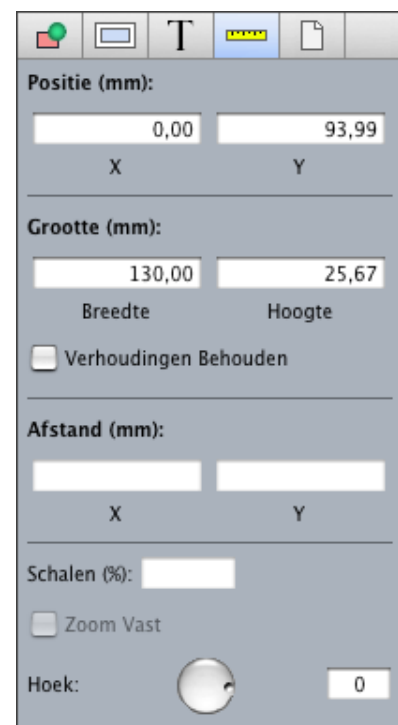 T
Positie (mm):
0,00 93,99
X Y
Grootte (mm):
130,00 25,67
Breedte Hoogte
Verhoudingen Behouden
Afstand (mm):
X Y
Schalen (%):
Zoom Vast
Hoek: 0